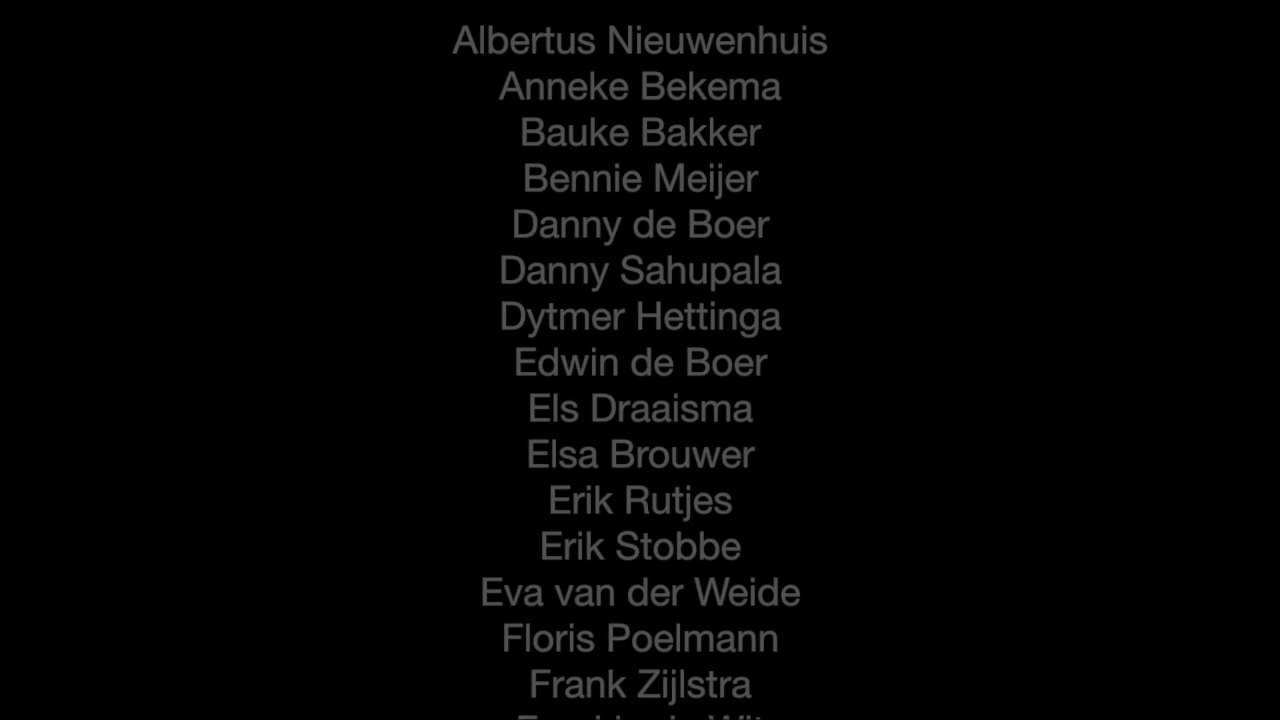 Albertus Nieuwenhuis
Anneke Bekema
Bauke Bakker
Bennie Meijer
Danny de Boer
Danny Sahupala
Dytmer Hettinga
Edwin de Boer
Els Draaisma
Elsa Brouwer
Erik Rutjes
Erik Stobbe
Eva van der Weide
Floris Poelmann
Frank Zijlstra